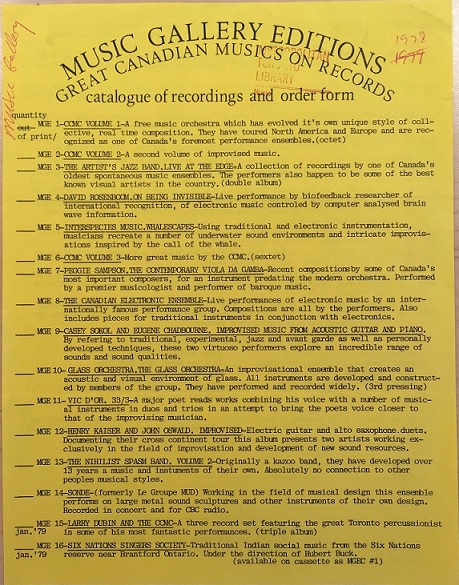 Music Gallery
1978
1979
MUSIC GALLERY EDITIONS
GREAT CANADIAN MUSICS ON RECORDS
METROPOLITAN
TORONTO
LIBRARY
catalogue of recordings and order form
quantity
out
of print/
MGE 1-CCMC VOLUME 1-A free music orchestra which has evolved it's own unique style of coll-
ective, real time composition. They have toured North America and Europe and are rec-
ognized as one of Canada's foremost performance ensembles.(octet)
MGE 2-CCMC VOLUME 2-A second volume of improvised music.
MGE 3-THE ARTIST'S JAZZ BAND.LIVE AT THE EDGE-A collection of recordings by one of Canada's
oldest spontaneous music ensembles. The performers also happen to be some of the best
known visual artists in the country.(double album)
MGE 4-DAVID ROSENBOOM.ON BEING INVISIBLE-Live performance by biofeedback researcher of
international recognition, of electronic music controled by computer analysed brain
wave information.
MGE 5-INTERSPECIES MUSIC.WHALESCAPES-Using traditional and electronic instrumentation,
musicians recreate a number of underwater sound environments and intricate improvis-
ations inspired by the call of the whale.
MGE 6-CCMC VOLUME 3-More great music by the CCMC.(sextet)
MGE 7-PEGGIE SAMPSON.THE CONTEMPORARY VIOLA DA GAMBA-Recent compositionsby some of Canada's
most important composers, for an instrument predating the modern orchestra. Performed
by a premier musicologist and performer of baroque music.
MGE 8-THE CANADIAN ELECTRONIC ENSEMBLE-Live performances of electronic music by an inter-
nationally famous performance group. Compositions are all by the performers. Also
includes pieces for traditional instruments in conjunction with electronics.
MGE 9-CASEY SOKOL AND EUGENE CHADBOURNE. IMPROVISED MUSIC FROM ACOUSTIC GUITAR AND PIANO.
By refering to traditional, experimental, jazz and avant garde as well as personally
developed techniques, these two virtuoso performers explore an incredible range of
sounds and sound qualities.
MGE 10- GLASS ORCHESTRA.THE GLASS ORCHESTRA-An improvisational ensemble that creates an
acoustic and visual environment of glass. All instruments are developed and construct-
ed by members of the group. They have performed and recorded widely. (3rd pressing)
MGE 11- VIC D'OR. 33/3-A major poet reads works combining his voice with a number of music-
al instruments in duos and trios in an attempt to bring the poets voice closer to
that of the improvising musician.
MGE 12-HENRY KAISER AND JOHN OSWALD. IMPROVISED-Electric guitar and alto saxophone.duets.
Documenting their cross continent tour this album presents two artists working ex-
clusively in the field of improvisation and development of new sound resources.
MGE 13-THE NIHILIST SPASM BAND. VOLUME 2-Originally a kazoo band, they have developed over
13 years a music and instuments of their own. Absolutely no connection to other
peoples musical styles.
MGE 14-SONDE-(formerly Le Groupe MUD) Working in the field of musical design this ensemble
performs on large metal sound sculptures and other instruments of their own design.
Recorded in concert and for CBC radio.
MGE 15-LARRY DUBIN AND THE CCMC-A three record set featuring the great Toronto percussionist
jan.'79 in some of his most fantastic performances. (triple album)
MGE 16-SIX NATIONS SINGERS SOCIETY-Traditional Indian social music from the Six Nations
jan.'79 reserve near Brantford Ontario. Under the direction of Hubert Buck.
(available on cassette as MGEC #1)